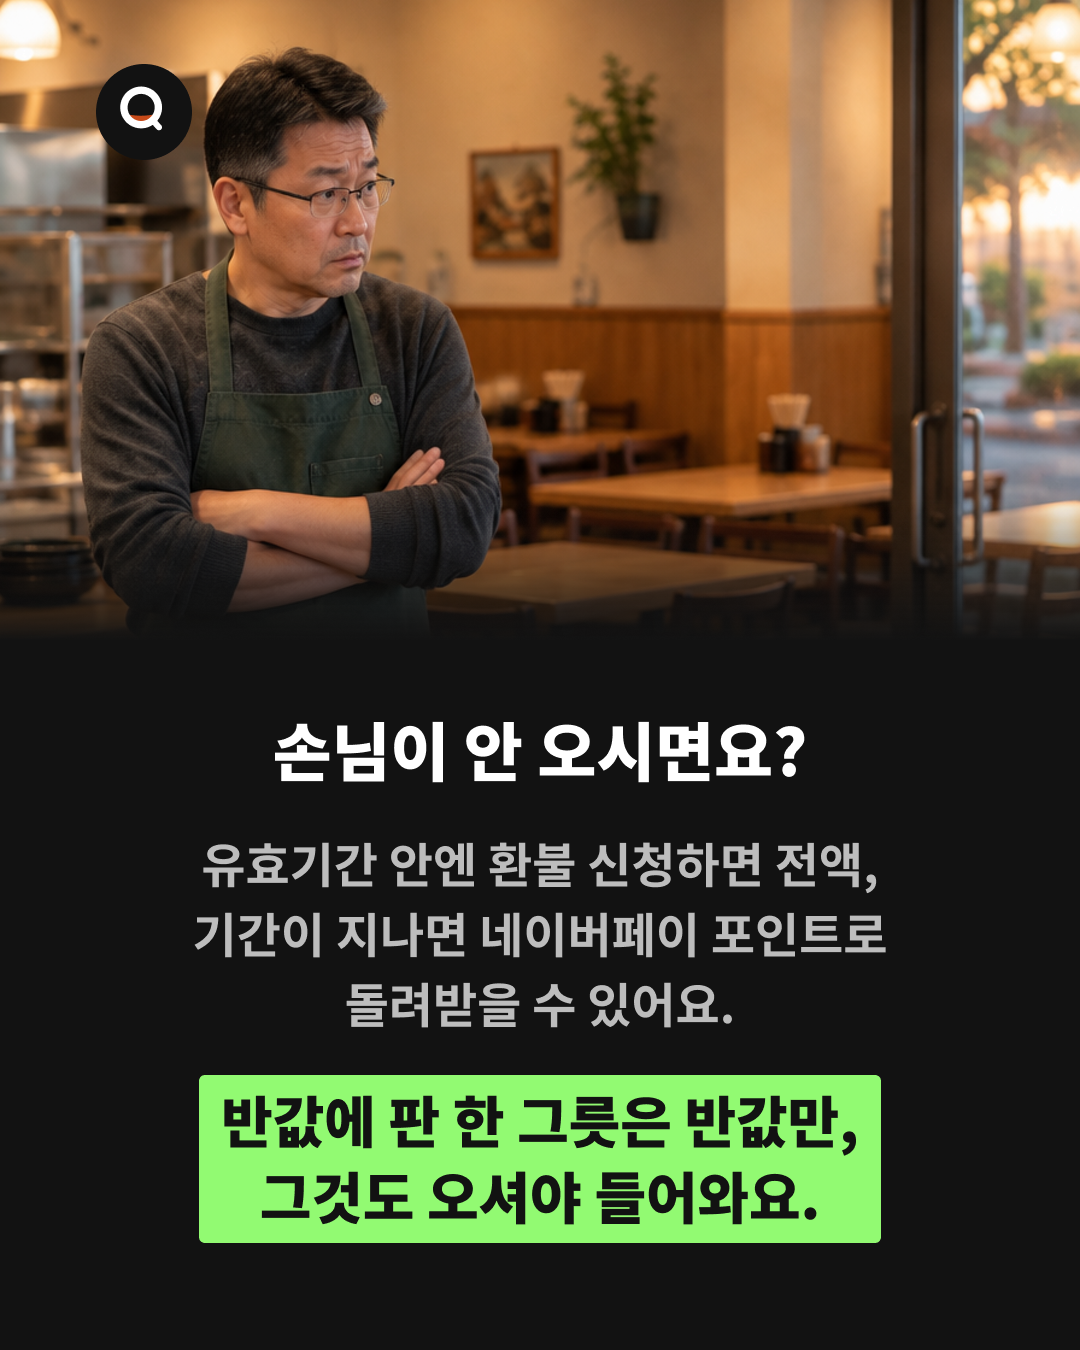 손님이 안 오시면요?
유효기간 안엔 환불 신청하면 전액,
기간이 지나면 네이버페이 포인트로
돌려받을 수 있어요.
반값에 판 한 그릇은 반값만,
그것도 오셔야 들어와요.